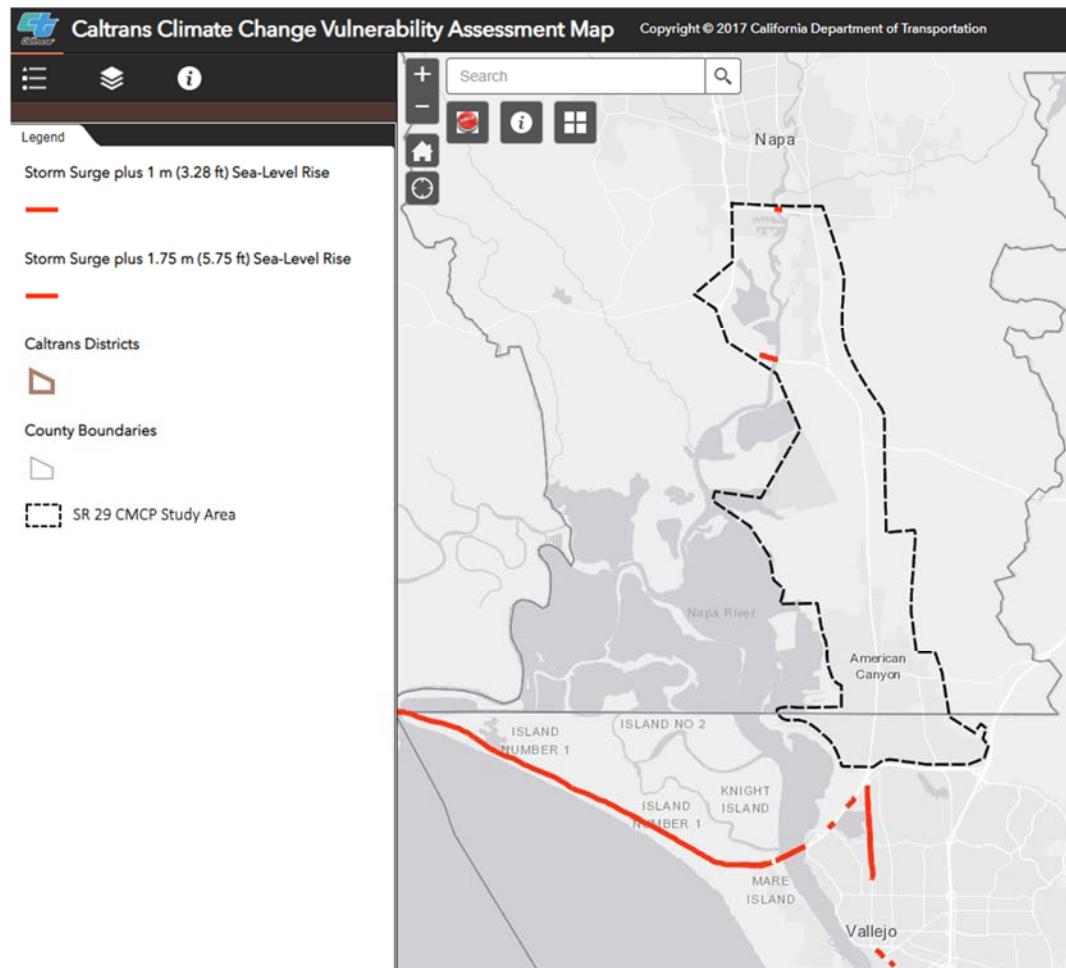 Caltrans Climate Change Vulnerability Assessment Map
Copyright © 2017 California Department of Transportation
Search
Legend
Storm Surge plus 1 m (3.28 ft) Sea-Level Rise
Storm Surge plus 1.75 m (5.75 ft) Sea-Level Rise
Caltrans Districts
County Boundaries
SR 29 CMCP Study Area
Napa
Napa River
American
Canyon
ISLAND
NUMBER 1
ISLAND NO 2
KNIGHT
ISLAND
ISLAND
NUMBER 1
MARE
ISLAND
Vallejo